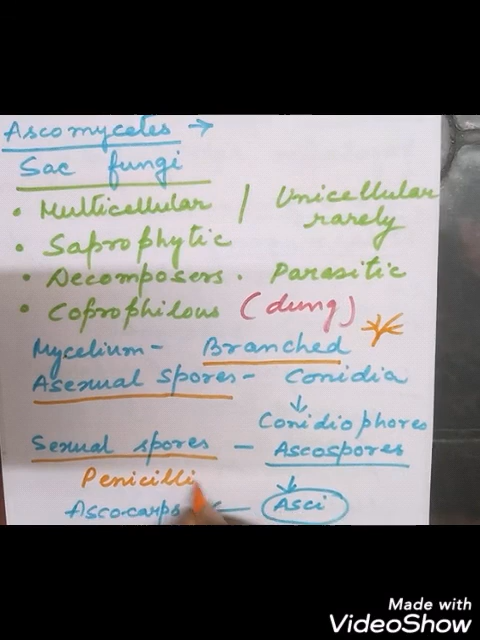 Ascomycetes →
Sac fungi
• Multicellular / Unicellular
rarely
• Saprophytic
• Decomposers • Parasitic
• Coprophilous (dung)
Mycelium - Branched
Asexual spores - Conidia
↓
Conidiophores
Sexual spores - Ascospores
Penicilli
↓
Ascocarps ← Asci
Made with
VideoShow